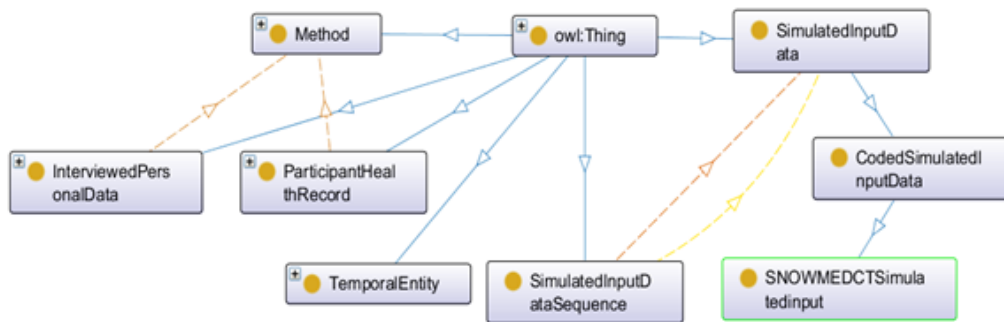 Method
owl:Thing
SimulatedInputD
ata
InterviewedPers
onalData
ParticipantHeal
thRecord
CodedSimulatedI
nputData
TemporalEntity
SimulatedInputD
ataSequence
SNOWMEDCTSimula
tedinput